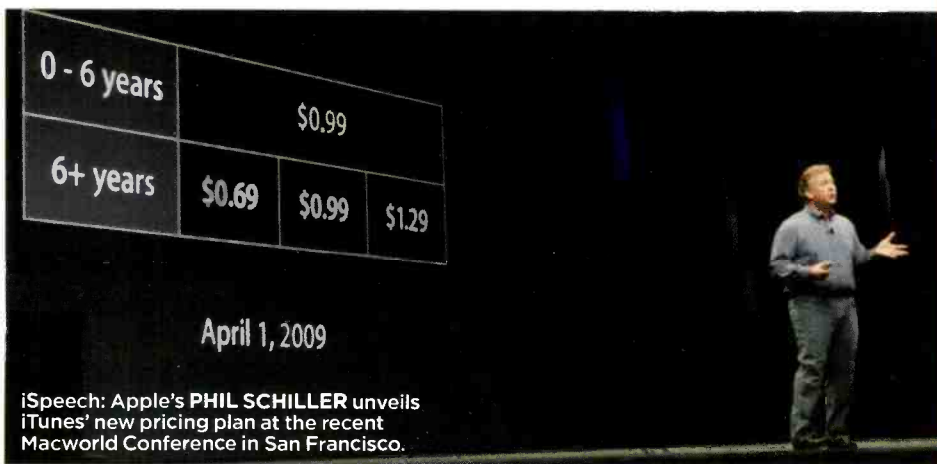 0 - 6 years $0.99
6+ years $0.69 $0.99 $1.29
April 1, 2009
iSpeech: Apple's PHIL SCHILLER unveils
iTunes' new pricing plan at the recent
Macworld Conference in San Francisco.